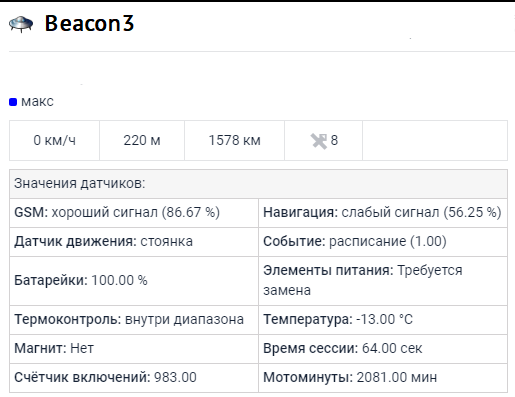 Beacon3
макс
0 км/ч 220 м 1578 км 8
Значения датчиков:
GSM: хороший сигнал (86.67 %) Навигация: слабый сигнал (56.25 %)
Датчик движения: стоянка Событие: расписание (1.00)
Батарейки: 100.00 % Элементы питания: Требуется
замена
Термоконтроль: внутри диапазона Температура: -13.00 °C
Магнит: Нет Время сессии: 64.00 сек
Счётчик включений: 983.00 Мотоминуты: 2081.00 мин